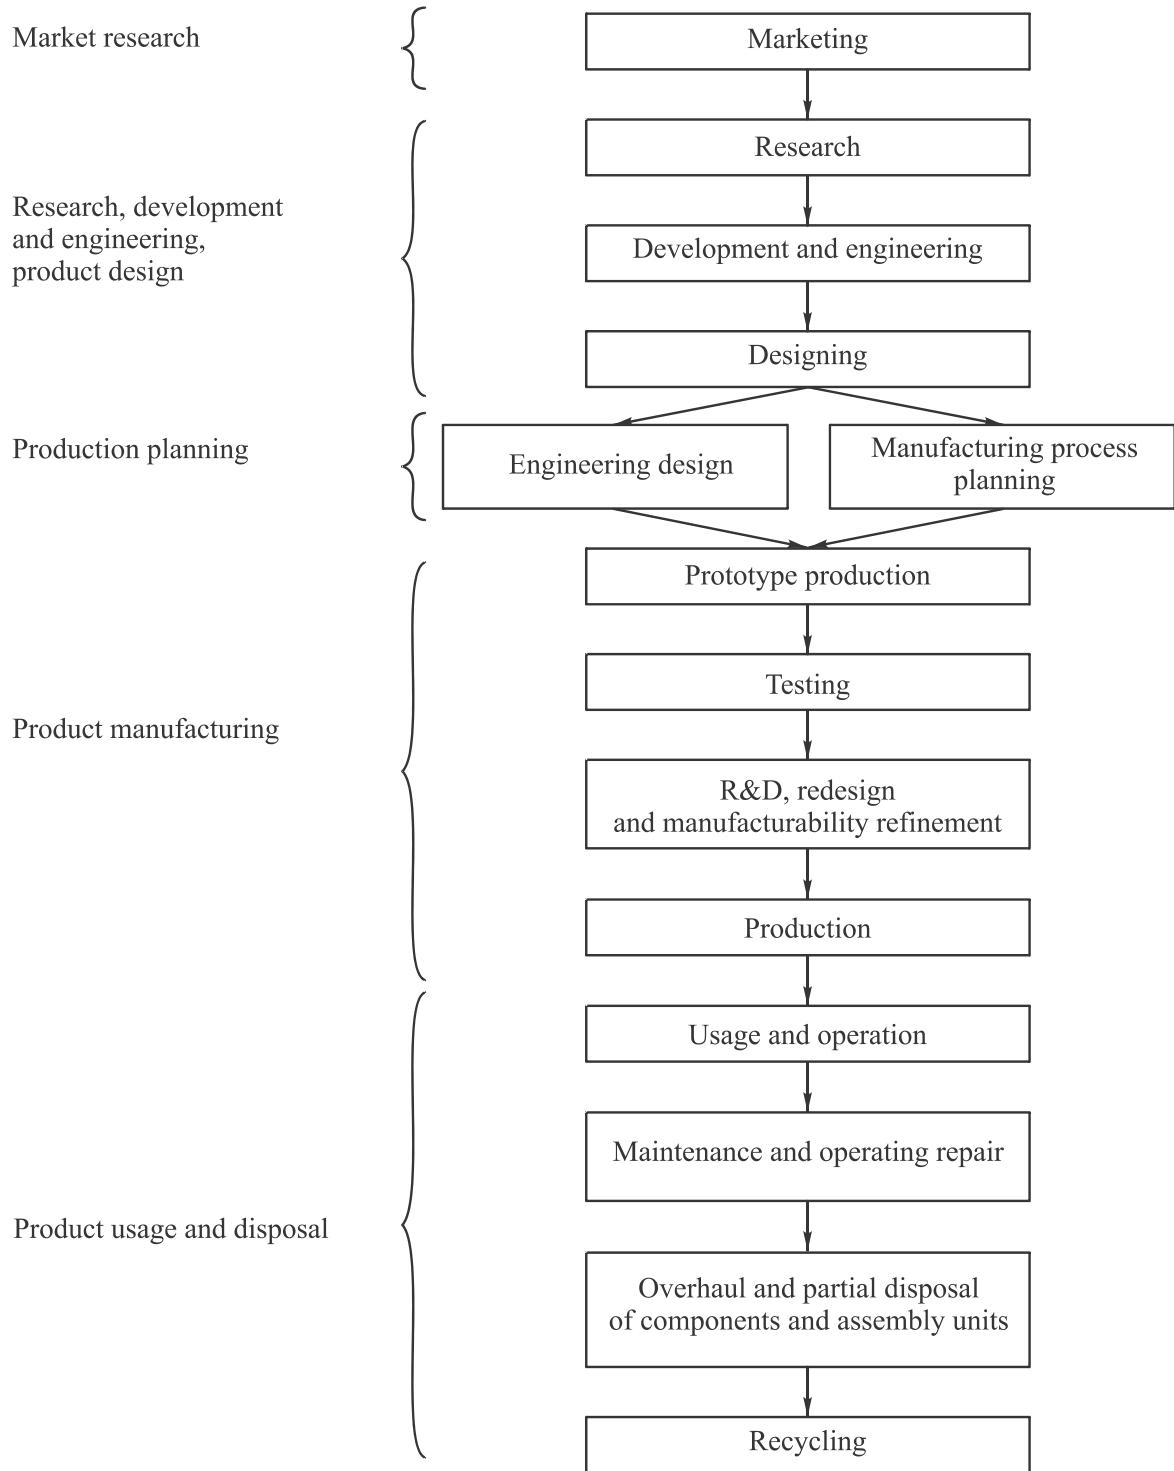 Market research
Marketing
Research
Research, development
and engineering,
product design
Development and engineering
Designing
Production planning
Engineering design
Manufacturing process
planning
Prototype production
Testing
Product manufacturing
R&D, redesign
and manufacturability refinement
Production
Usage and operation
Maintenance and operating repair
Product usage and disposal
Overhaul and partial disposal
of components and assembly units
Recycling